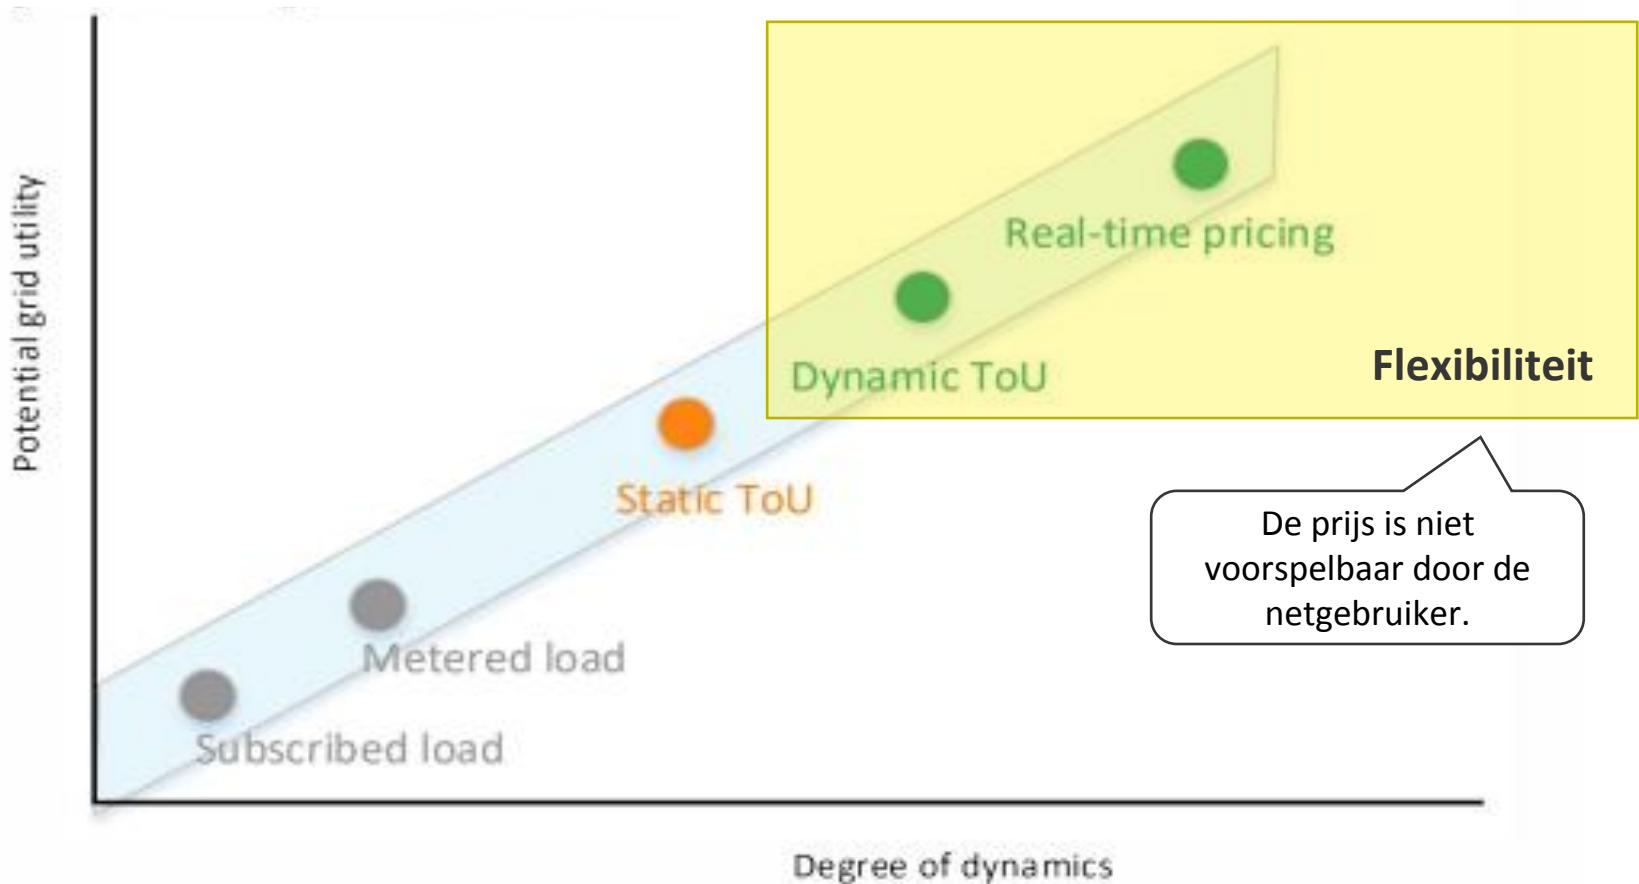 Potential grid utility
Real-time pricing
Dynamic ToU
Flexibiliteit
Static ToU
De prijs is niet
voorspelbaar door de
netgebruiker.
Metered load
Subscribed load
Degree of dynamics